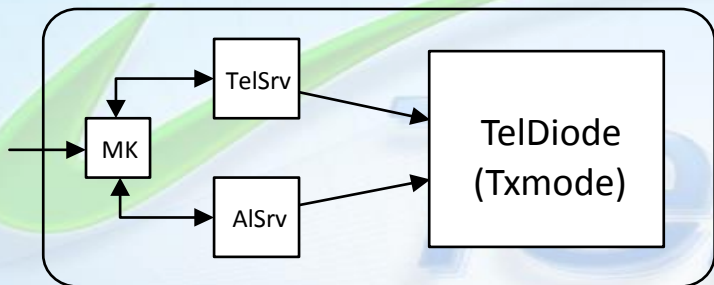 TelSrv
MK
AlSrv
TelDiode
(Txmode)